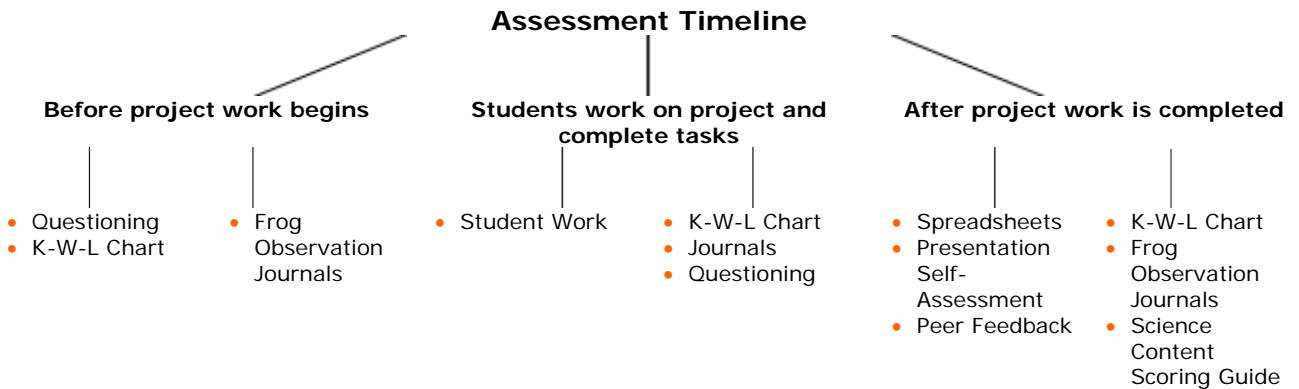 Assessment Timeline
Before project work begins
Students work on project and
complete tasks
After project work is completed
• Questioning
• K-W-L Chart
• Frog
Observation
Journals
• Student Work
• K-W-L Chart
• Journals
• Questioning
• Spreadsheets
• Presentation
Self-
Assessment
• Peer Feedback
• K-W-L Chart
• Frog
Observation
Journals
• Science
Content
Scoring Guide